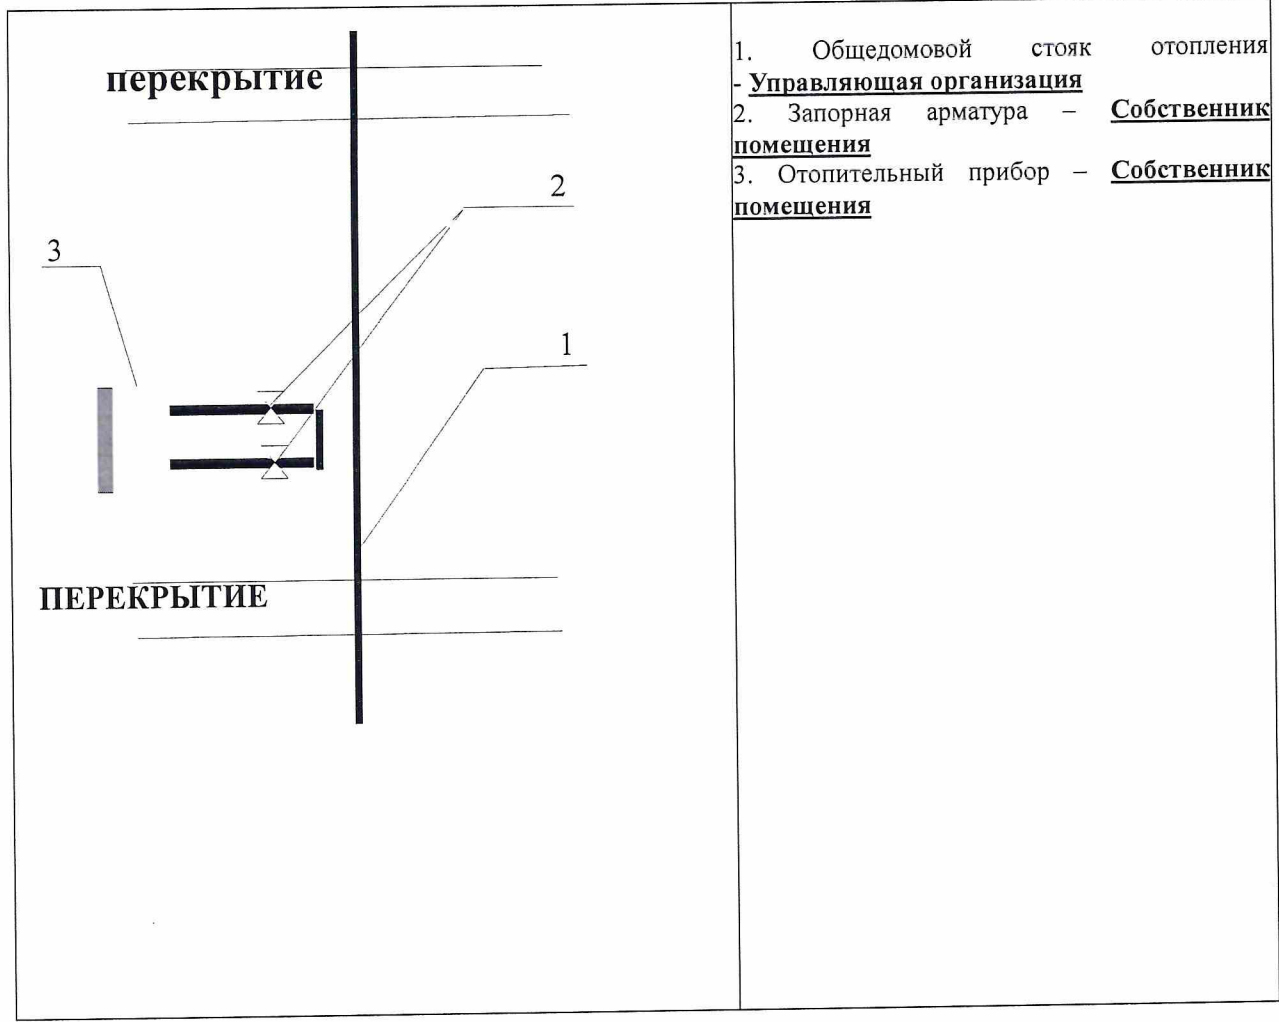 перекрытие
2
3
1
ПЕРЕКРЫТИЕ
1. Общедомовой стояк отопления
- Управляющая организация
2. Запорная арматура – Собственник
помещения
3. Отопительный прибор – Собственник
помещения